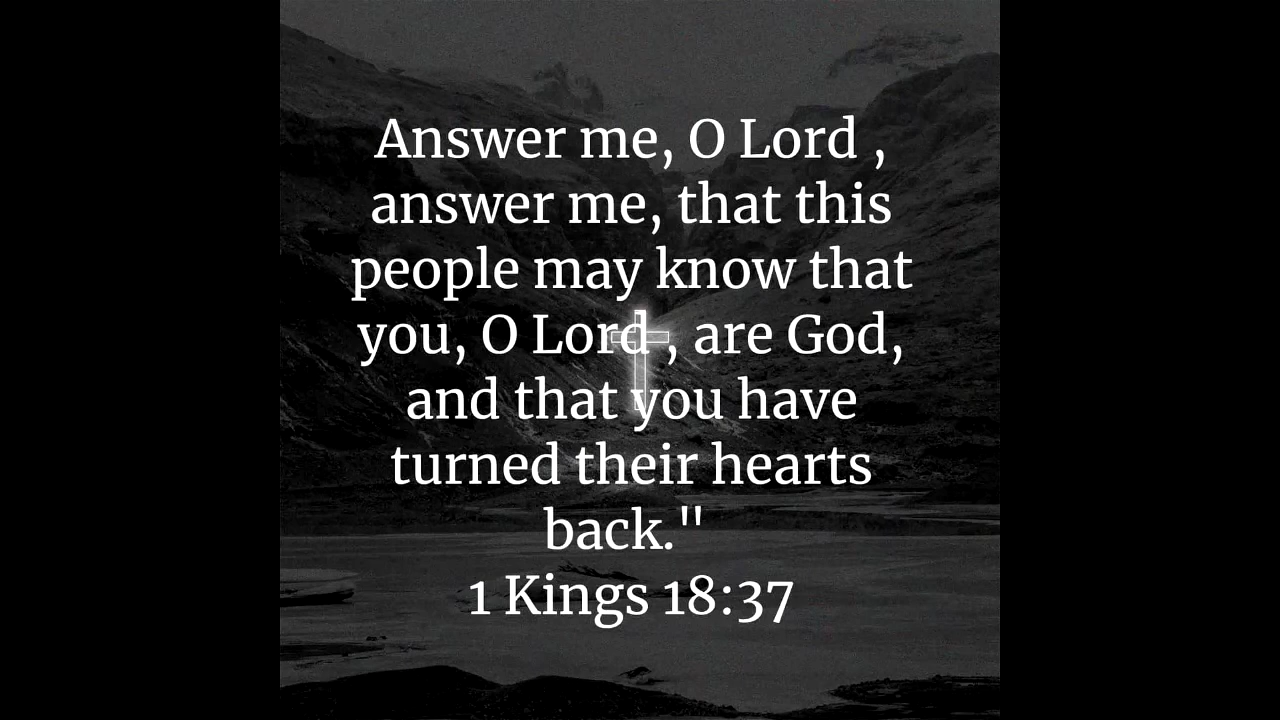 Answer me, O Lord ,
answer me, that this
people may know that
you, O Lord , are God,
and that you have
turned their hearts
back."
1 Kings 18:37